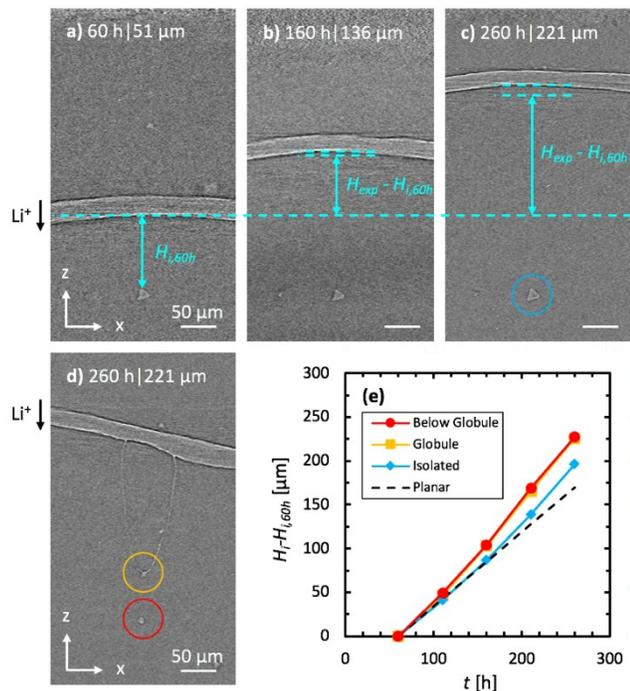 a) 60 h|51 µm
b) 160 h|136 µm
c) 260 h|221 µm
Li⁺
H_{i,60h}
H_{exp} - H_{i,60h}
H_{exp} - H_{i,60h}
z
x
50 µm
d) 260 h|221 µm
Li⁺
z
x
50 µm
(e)
Below Globule
Globule
Isolated
Planar
H_i-H_{i,60h} [µm]
300
250
200
150
100
50
0
0
100
200
300
t [h]